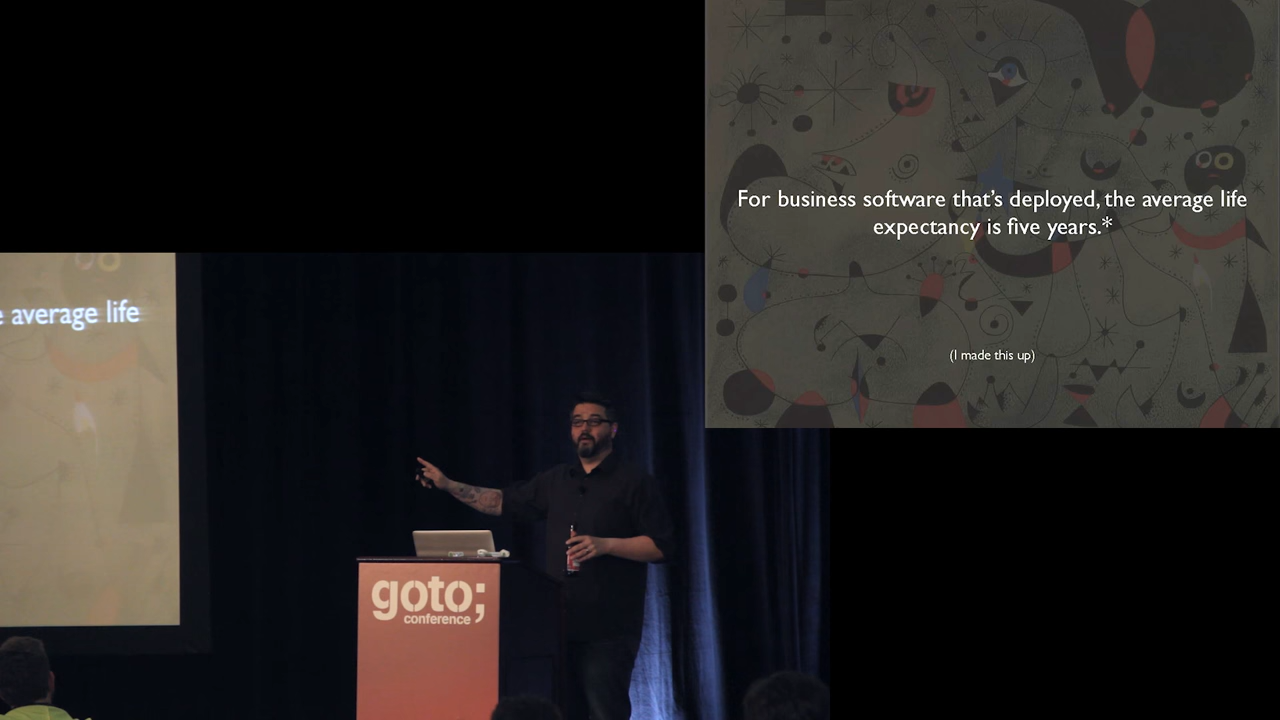 For business software that's deployed, the average life
expectancy is five years.*
(I made this up)
average life
goto;
conference